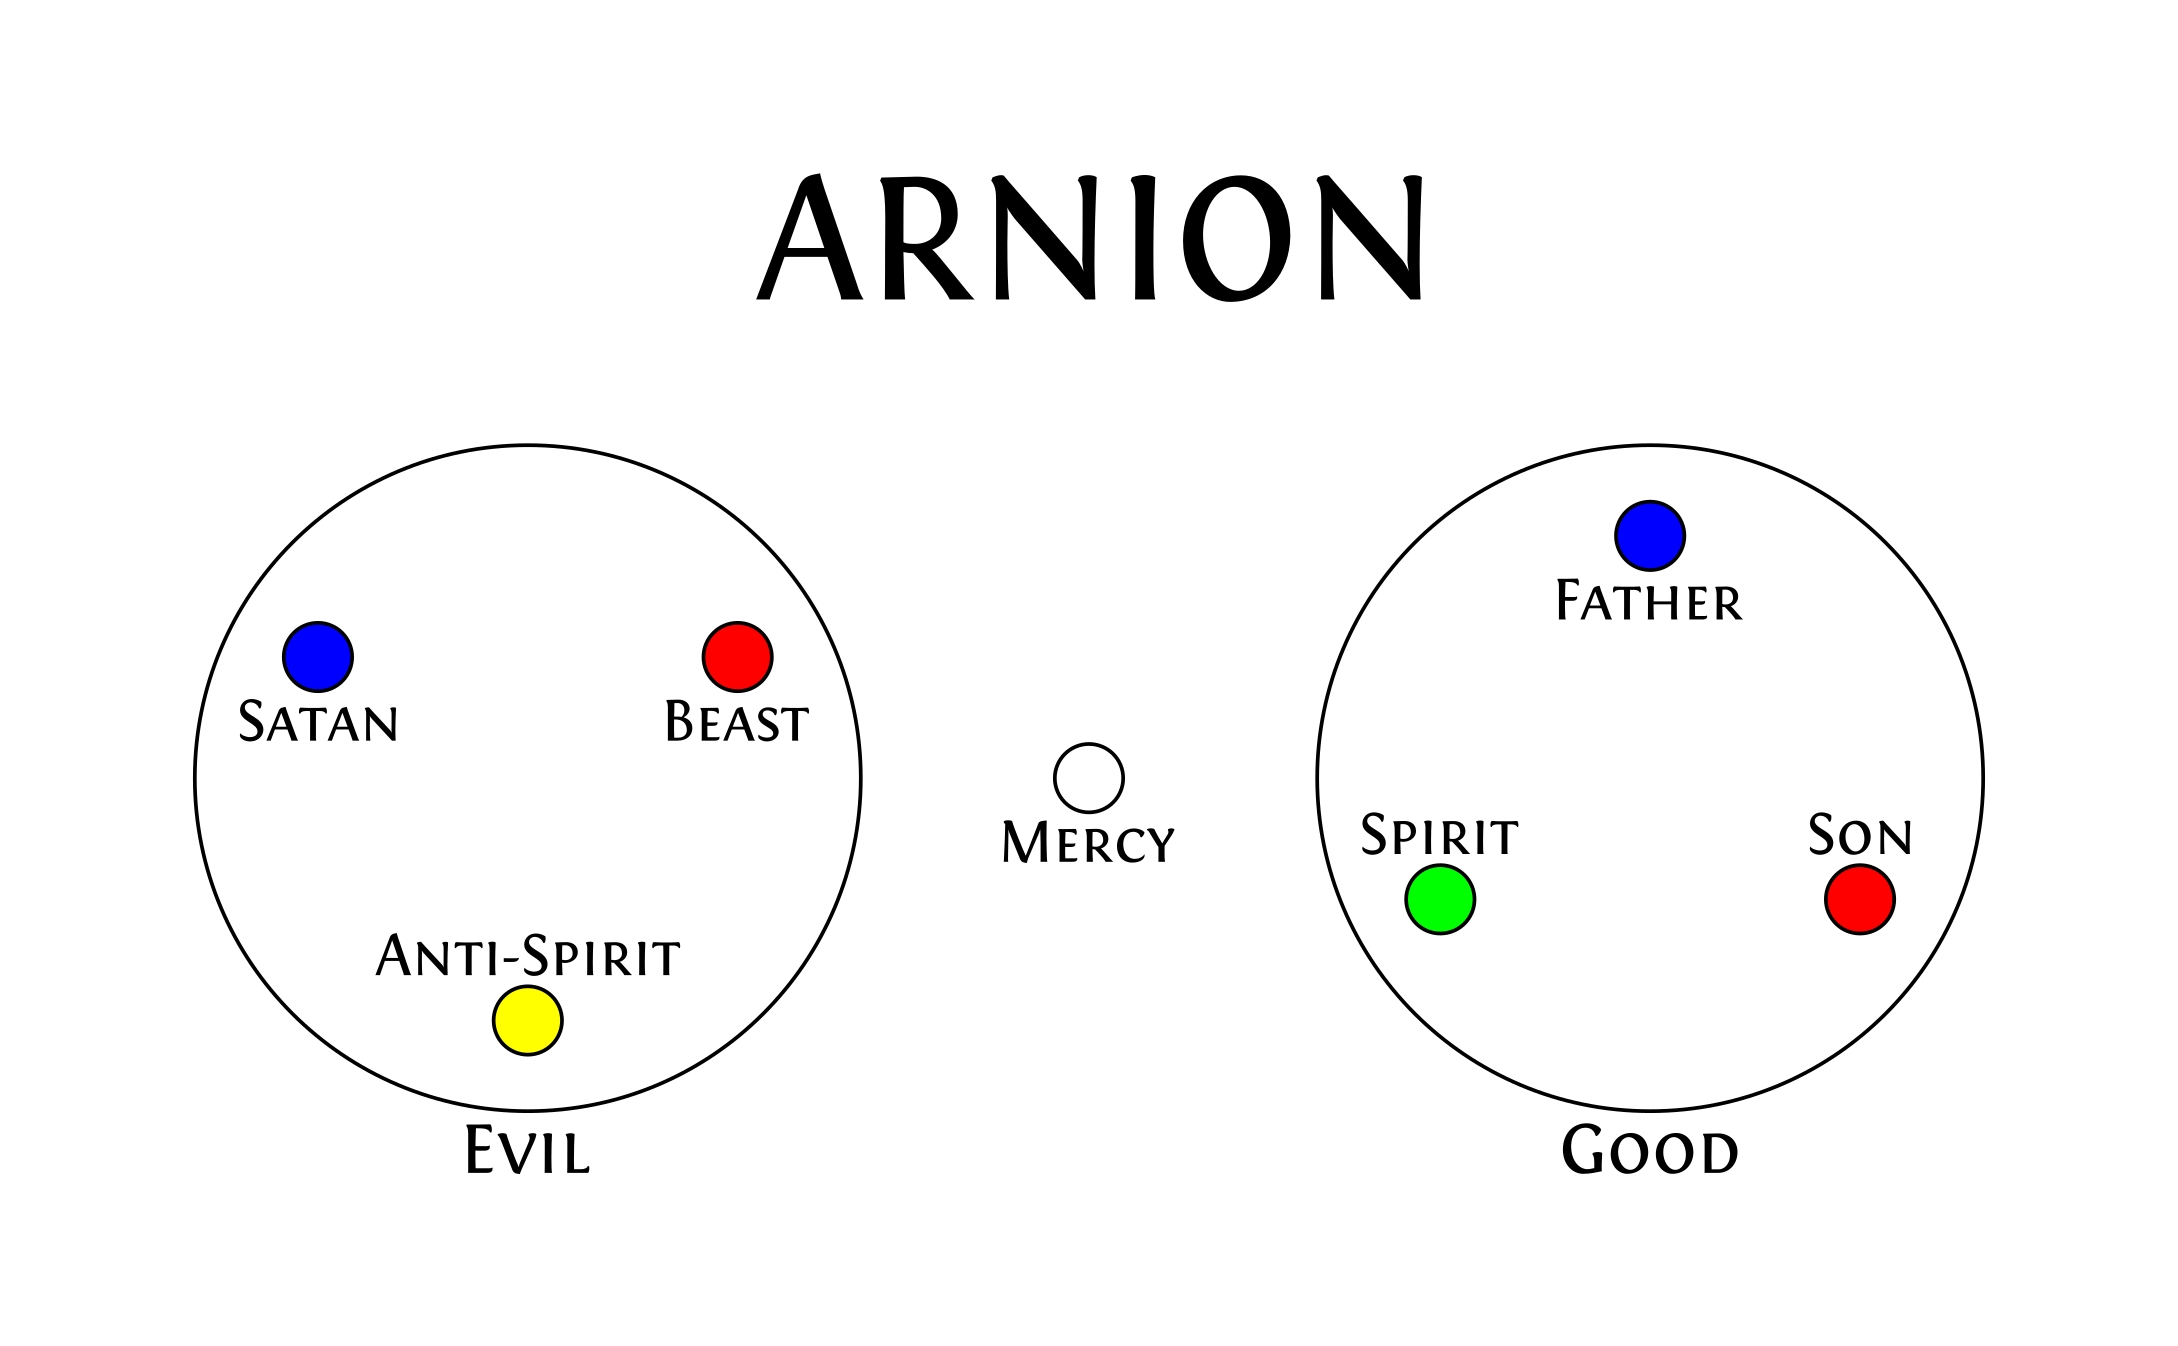 ARNION
Father
Satan
Beast
Spirit
Son
Mercy
Anti-Spirit
Evil
Good